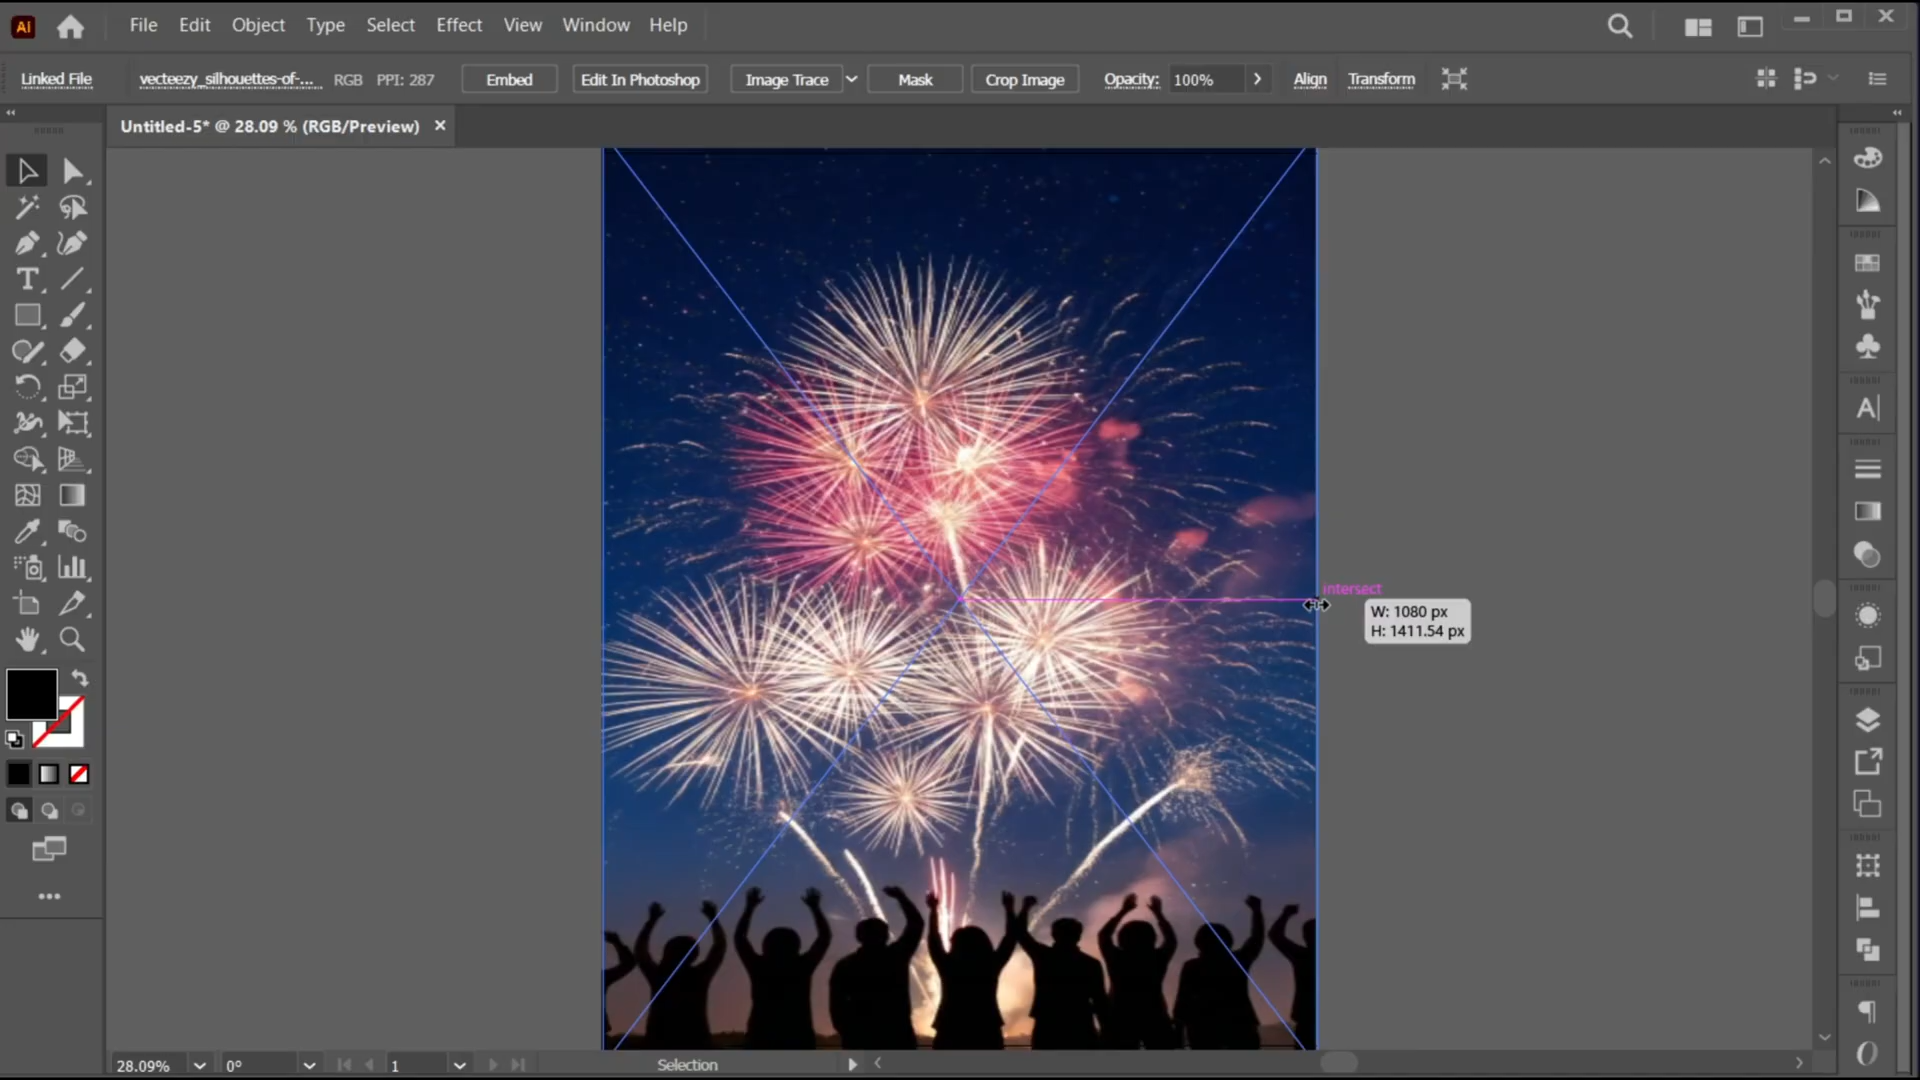 Ai File Edit Object Type Select Effect View Window Help
Linked File vecteezy_silhouettes-of-... RGB PPI: 287 Embed Edit In Photoshop Image Trace Mask Crop Image Opacity: 100% Align Transform
Untitled-5* @ 28.09 % (RGB/Preview)
intersect
W: 1080 px
H: 1411.54 px
28.09% 0° 1 Selection